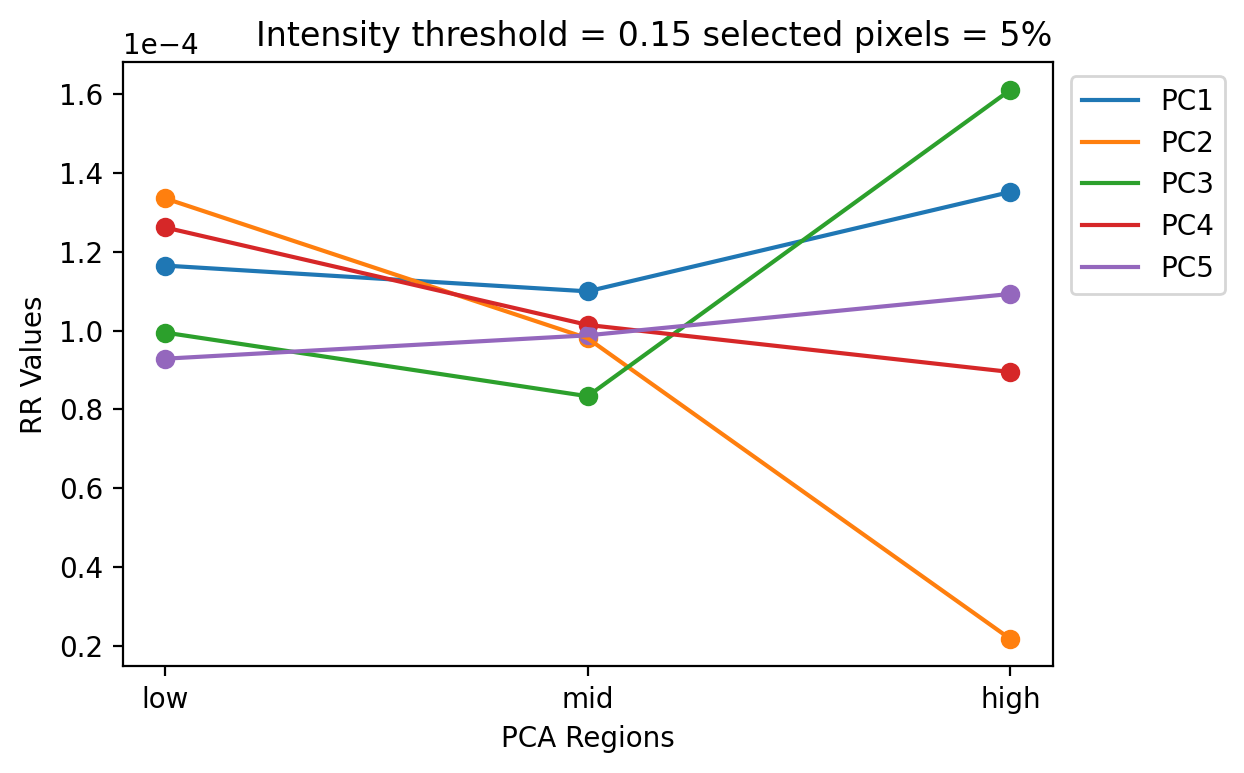 Intensity threshold = 0.15 selected pixels = 5%
1e−4
1.6
1.4
1.2
1.0
0.8
0.6
0.4
0.2
RR Values
low
mid
high
PCA Regions
PC1
PC2
PC3
PC4
PC5